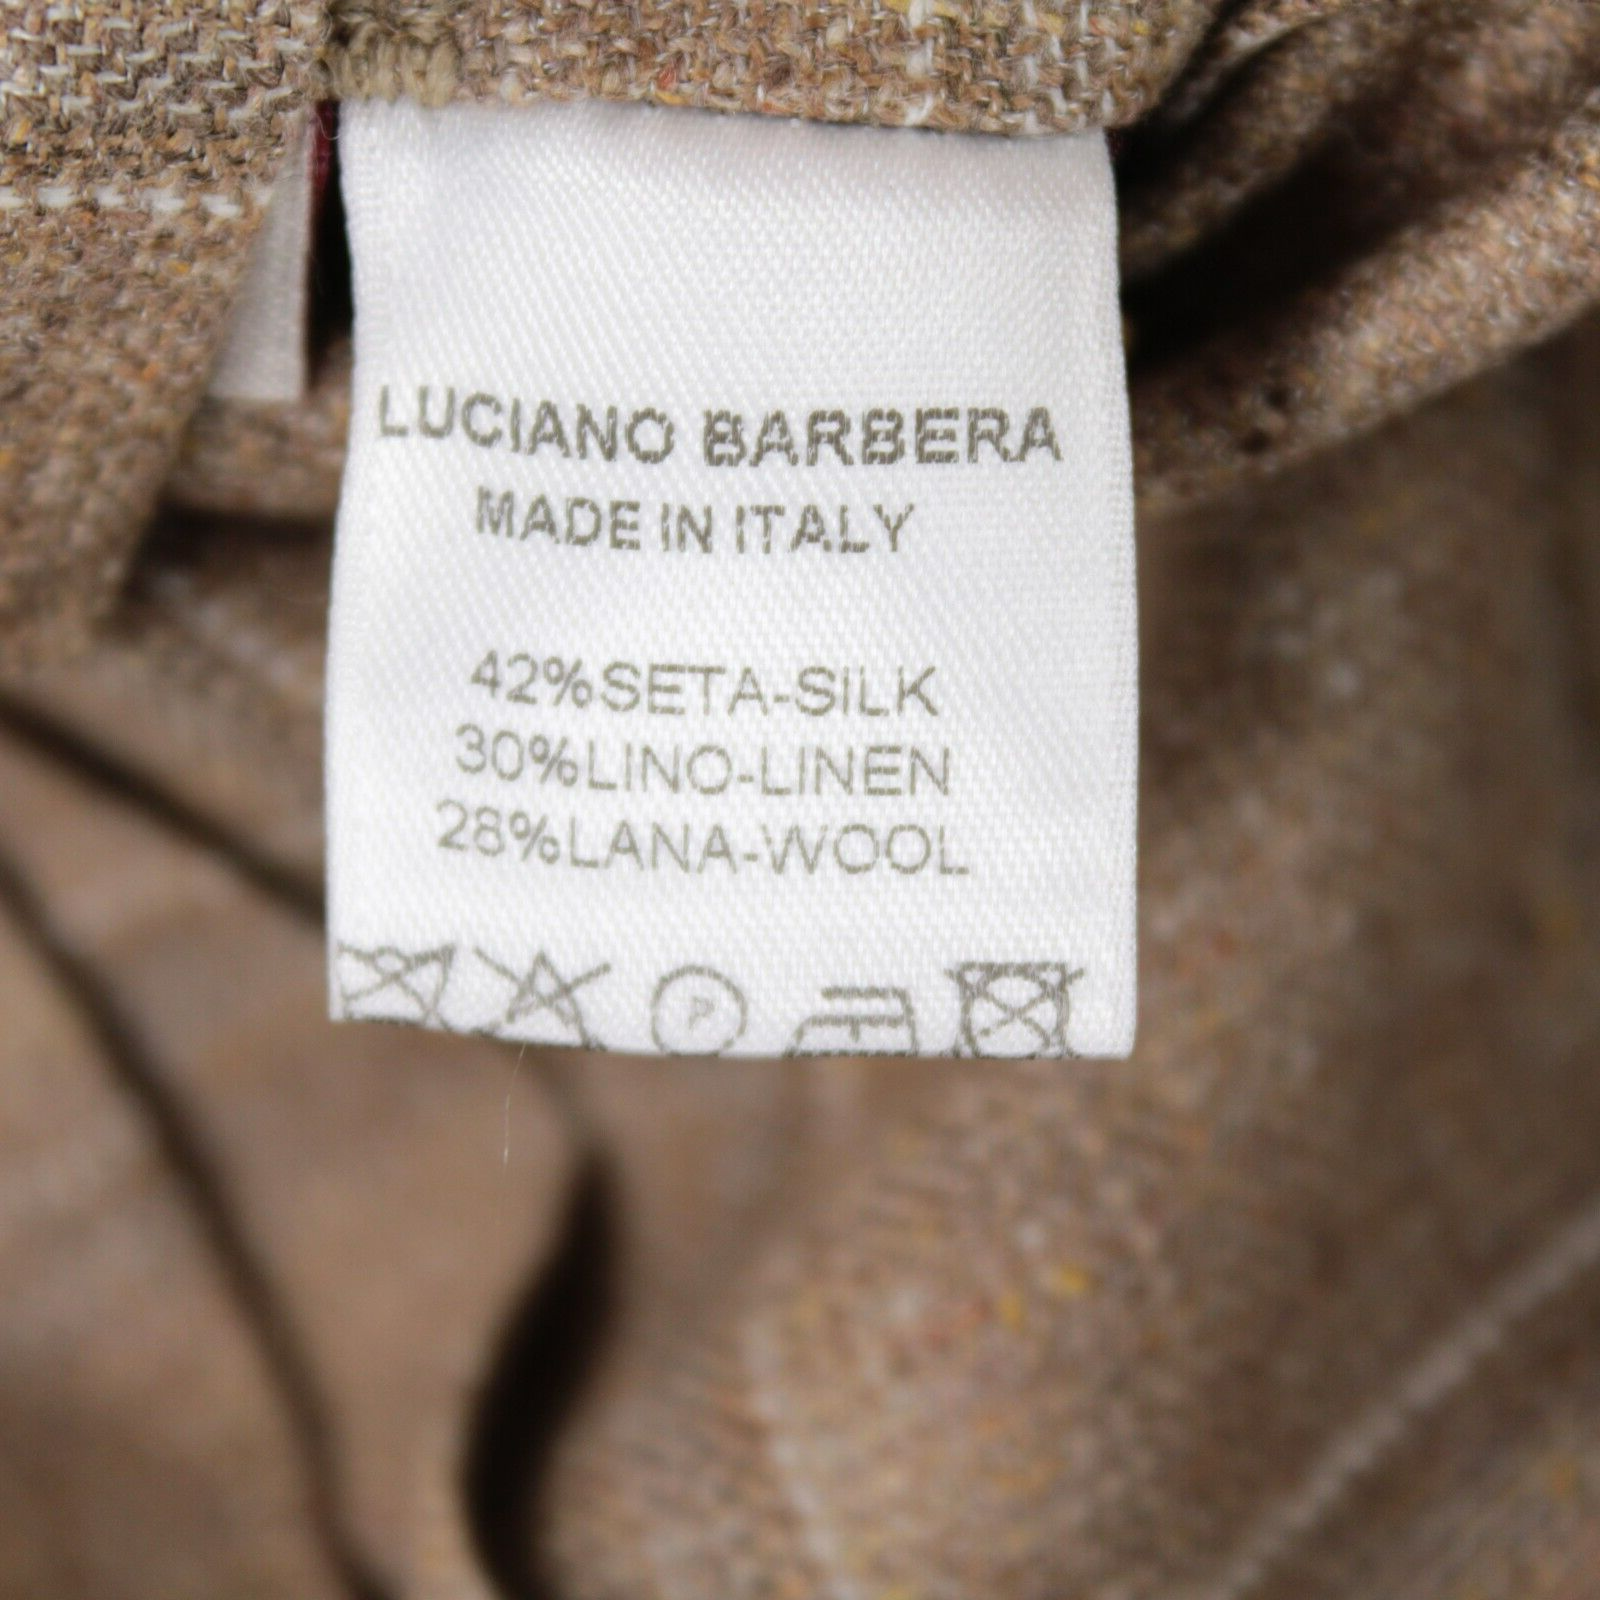 LUCIANO BARBERA
MADE IN ITALY
42%SETA-SILK
30%LINO-LINEN
28%LANA-WOOL
P